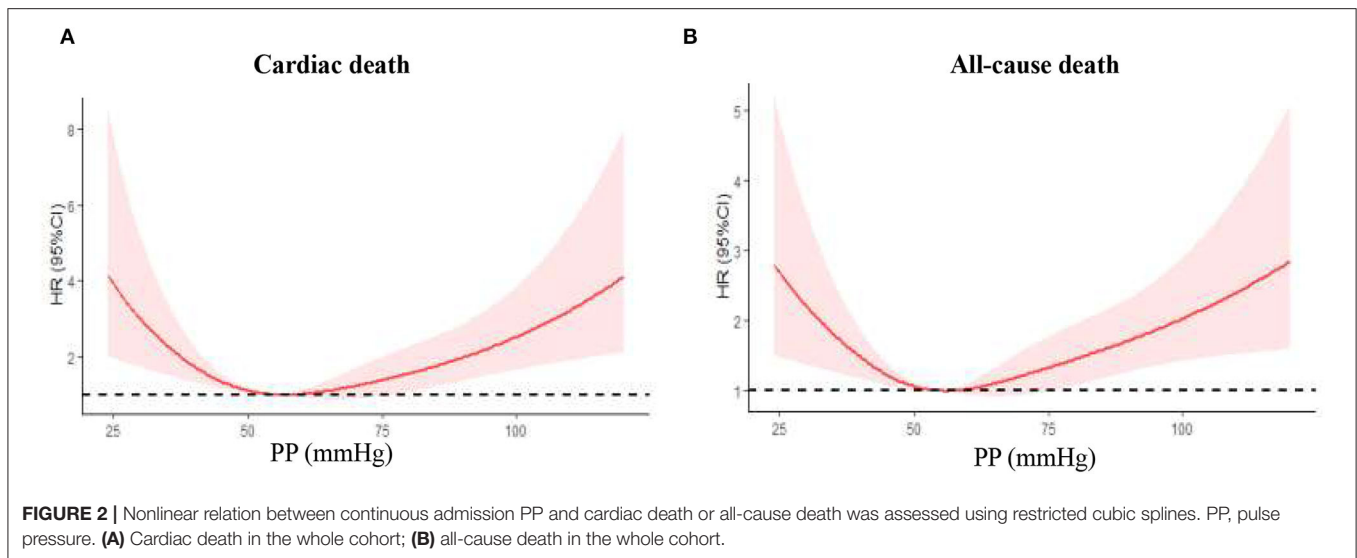 A
Cardiac death
8
6
4
2
HR (95%CI)
25 50 75 100
PP (mmHg)
B
All-cause death
5
4
3
2
1
HR (95%CI)
25 50 75 100
PP (mmHg)
FIGURE 2 | Nonlinear relation between continuous admission PP and cardiac death or all-cause death was assessed using restricted cubic splines. PP, pulse
pressure. (A) Cardiac death in the whole cohort; (B) all-cause death in the whole cohort.